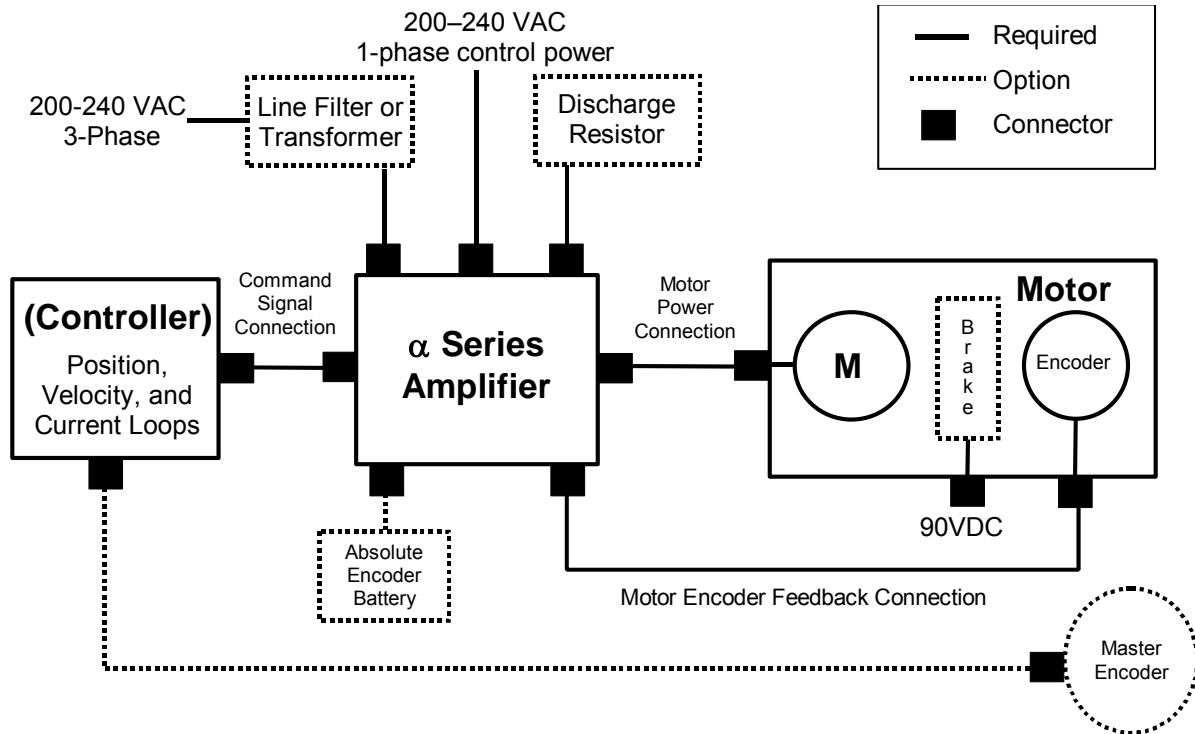 200–240 VAC
1-phase control power
200-240 VAC
3-Phase
Line Filter or
Transformer
Discharge
Resistor
Required
Option
Connector
(Controller)
Position,
Velocity, and
Current Loops
Command
Signal
Connection
α Series
Amplifier
Motor
Power
Connection
Motor
M
B
r
a
k
e
Encoder
90VDC
Absolute
Encoder
Battery
Motor Encoder Feedback Connection
Master
Encoder